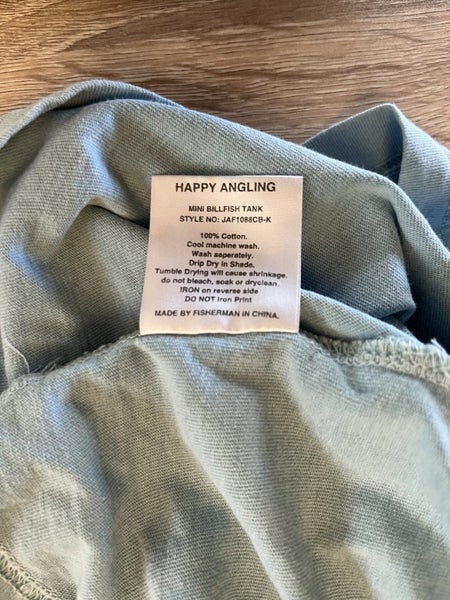 HAPPY ANGLING
MINI BILLFISH TANK
STYLE NO: JAF1088CB-K
100% Cotton.
Cool machine wash.
Wash seperately.
Drip Dry in Shade.
Tumble Drying will cause shrinkage.
do not bleach, soak or dryclean.
IRON on reverse side
DO NOT Iron Print
MADE BY FISHERMAN IN CHINA.